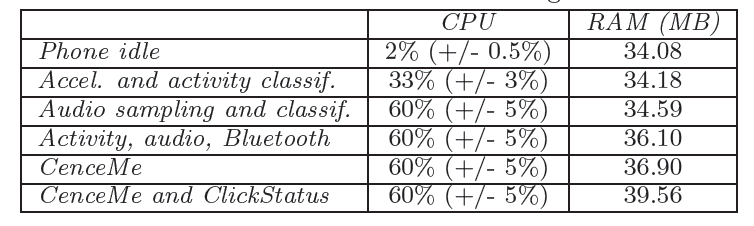 CPU RAM (MB)
Phone idle 2% (+/- 0.5%) 34.08
Accel. and activity classif. 33% (+/- 3%) 34.18
Audio sampling and classif. 60% (+/- 5%) 34.59
Activity, audio, Bluetooth 60% (+/- 5%) 36.10
CenceMe 60% (+/- 5%) 36.90
CenceMe and ClickStatus 60% (+/- 5%) 39.56